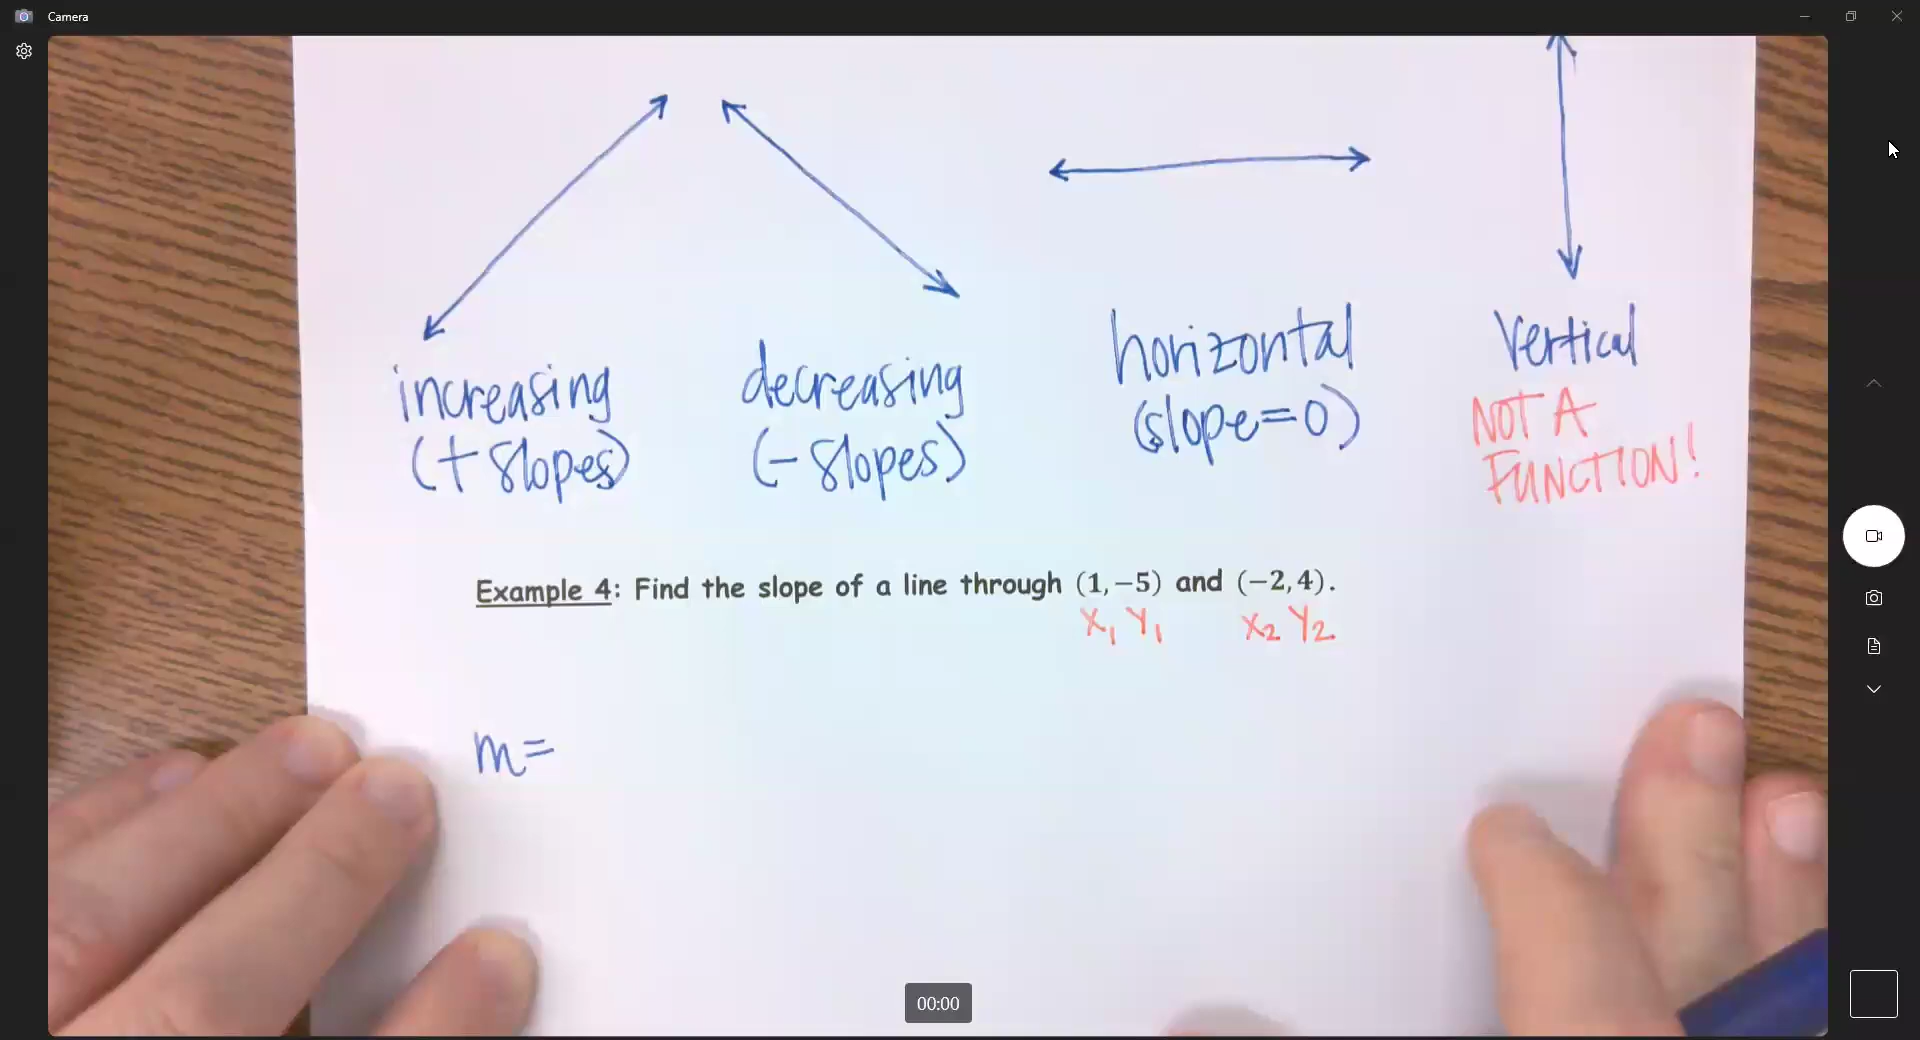 Camera
increasing
(+ slopes)
decreasing
(- slopes)
horizontal
(slope=0)
Vertical
NOT A
FUNCTION!
Example 4: Find the slope of a line through (1,−5) and (−2,4).
X₁ Y₁ X₂ Y₂
m=
00:00